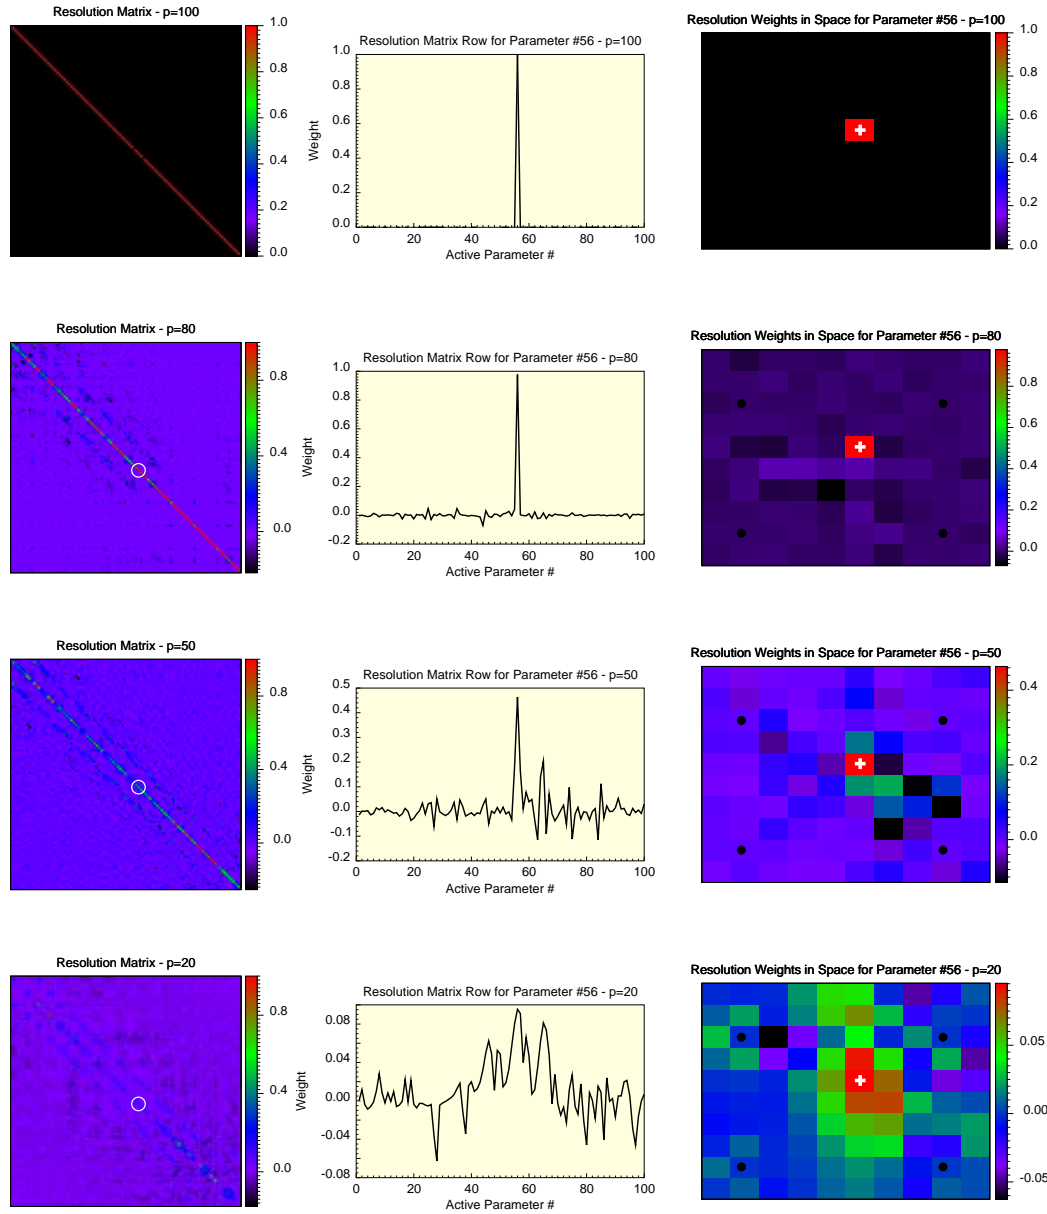 Resolution Matrix - p=100
1.0
0.8
0.6
0.4
0.2
0.0
Resolution Matrix Row for Parameter #56 - p=100
Weight
1.0
0.8
0.6
0.4
0.2
0.0
0 20 40 60 80 100
Active Parameter #
Resolution Weights in Space for Parameter #56 - p=100
1.0
0.8
0.6
0.4
0.2
0.0
Resolution Matrix - p=80
0.8
0.4
0.0
Resolution Matrix Row for Parameter #56 - p=80
Weight
1.0
0.8
0.6
0.4
0.2
0.0
-0.2
0 20 40 60 80 100
Active Parameter #
Resolution Weights in Space for Parameter #56 - p=80
0.8
0.6
0.4
0.2
0.0
Resolution Matrix - p=50
0.8
0.4
0.0
Resolution Matrix Row for Parameter #56 - p=50
Weight
0.5
0.4
0.2
0.1
0.0
-0.1
-0.2
0 20 40 60 80 100
Active Parameter #
Resolution Weights in Space for Parameter #56 - p=50
0.4
0.2
0.0
Resolution Matrix - p=20
0.8
0.4
0.0
Resolution Matrix Row for Parameter #56 - p=20
Weight
0.08
0.04
0.00
-0.04
-0.08
0 20 40 60 80 100
Active Parameter #
Resolution Weights in Space for Parameter #56 - p=20
0.05
0.00
-0.05